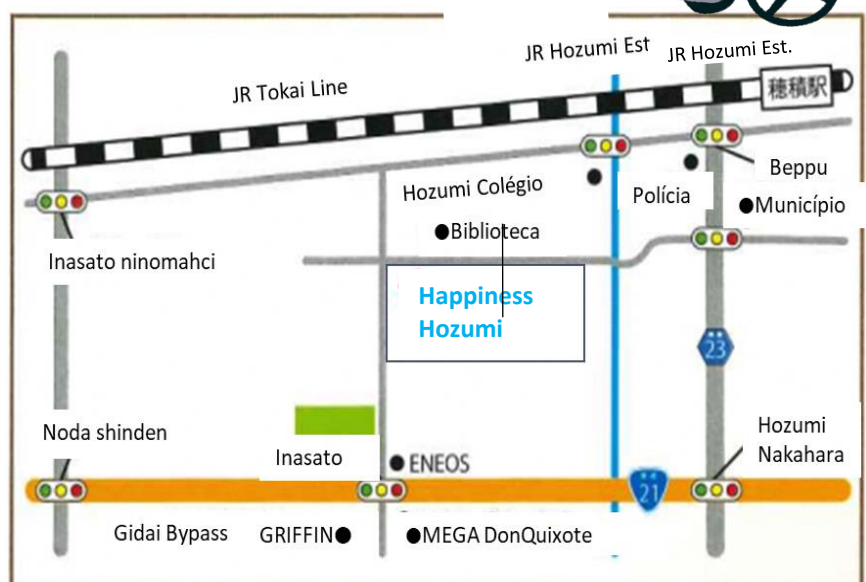 JR Hozumi Est
JR Hozumi Est.
JR Tokai Line
穂積駅
Beppu
Hozumi Colégio
Polícia
●Município
●Biblioteca
Inasato ninomahci
Happiness
Hozumi
23
Noda shinden
Inasato
● ENEOS
Hozumi
Nakahara
21
Gidai Bypass
GRIFFIN●
●MEGA DonQuixote